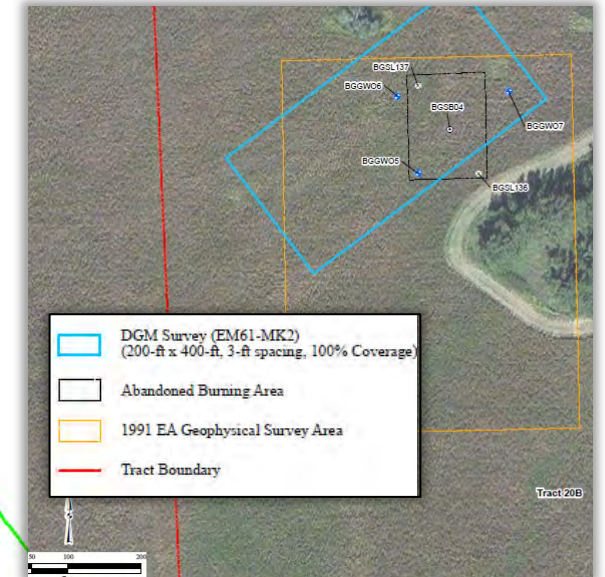 BGSL137
BGGW06
BGSB04
BGGW07
BGGW05
BGSL136
DGM Survey (EM61-MK2)
(200-ft x 400-ft, 3-ft spacing, 100% Coverage)
Abandoned Burning Area
1991 EA Geophysical Survey Area
Tract Boundary
Tract 20B
50 100 200